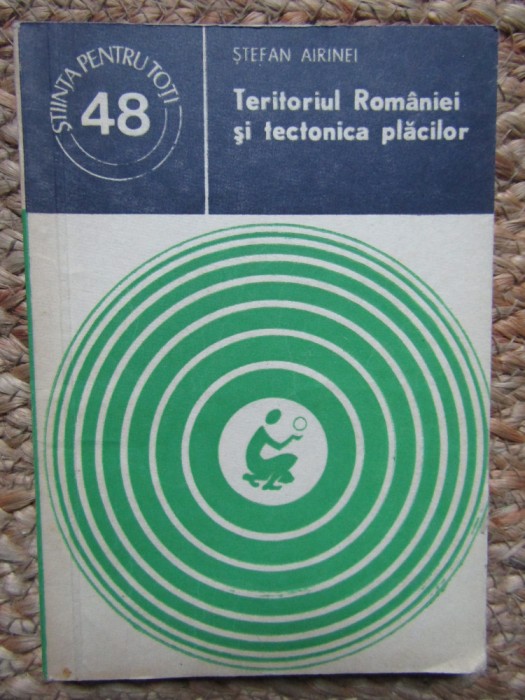 ȘTIINȚA PENTRU TOȚI
48
ȘTEFAN AIRINEI
Teritoriul României
și tectonica plăcilor